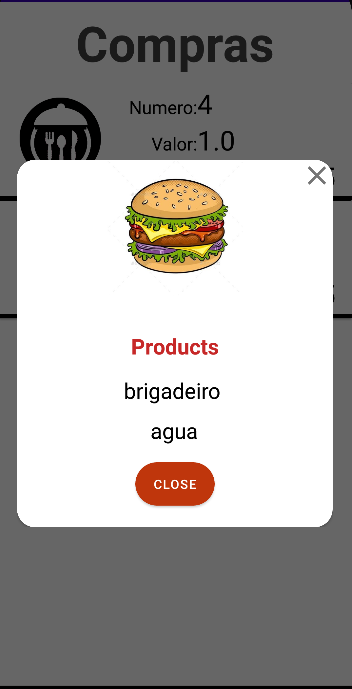 Compras
Numero:4
Valor:1.0
Products
brigadeiro
agua
CLOSE